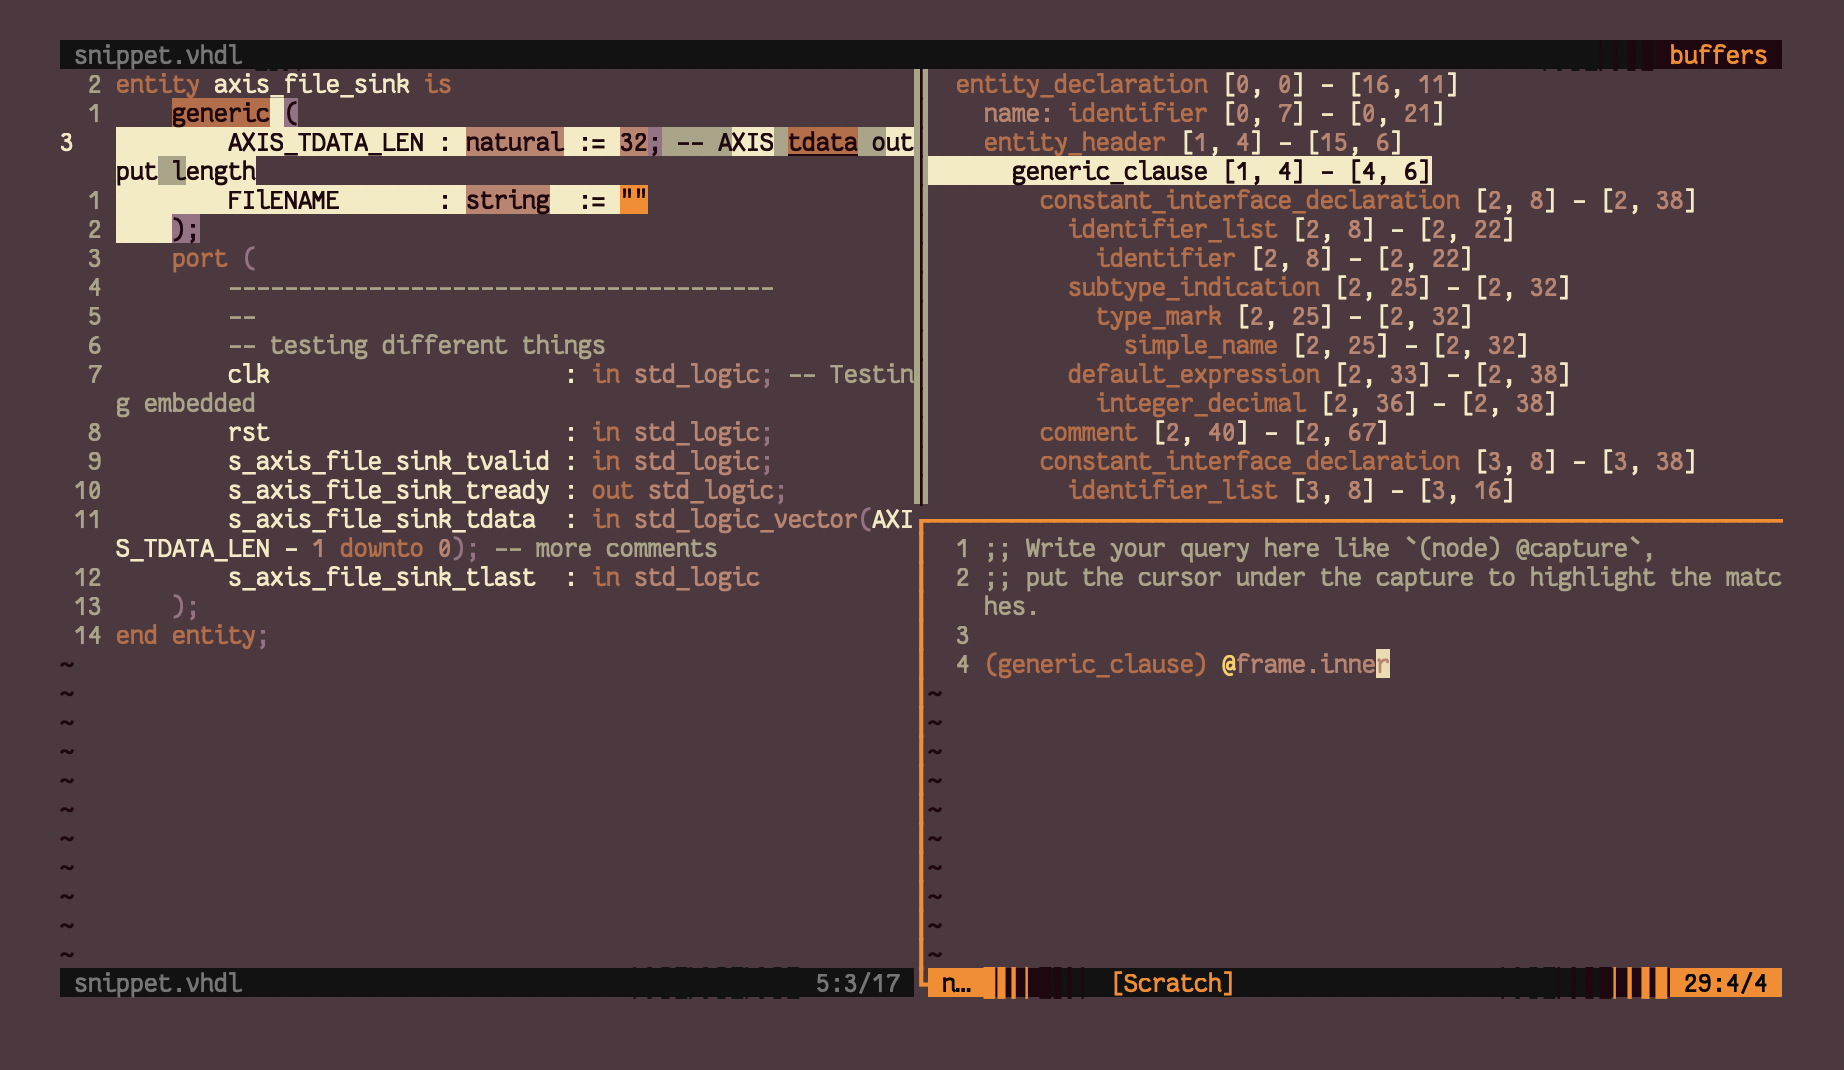 snippet.vhdl
buffers
2 entity axis_file_sink is
1     generic (
3         AXIS_TDATA_LEN : natural := 32; -- AXIS tdata out
put length
1         FILENAME       : string  := ""
2     );
3     port (
4         ---------------------------------------
5         --
6         -- testing different things
7         clk                     : in std_logic; -- Testin
g embedded
8         rst                     : in std_logic;
9         s_axis_file_sink_tvalid : in std_logic;
10         s_axis_file_sink_tready : out std_logic;
11         s_axis_file_sink_tdata  : in std_logic_vector(AXI
S_TDATA_LEN - 1 downto 0); -- more comments
12         s_axis_file_sink_tlast  : in std_logic
13     );
14 end entity;
~
~
~
~
~
~
~
~
~
~
~
snippet.vhdl 5:3/17
entity_declaration [0, 0] - [16, 11]
  name: identifier [0, 7] - [0, 21]
  entity_header [1, 4] - [15, 6]
    generic_clause [1, 4] - [4, 6]
      constant_interface_declaration [2, 8] - [2, 38]
        identifier_list [2, 8] - [2, 22]
          identifier [2, 8] - [2, 22]
        subtype_indication [2, 25] - [2, 32]
          type_mark [2, 25] - [2, 32]
            simple_name [2, 25] - [2, 32]
        default_expression [2, 33] - [2, 38]
          integer_decimal [2, 36] - [2, 38]
      comment [2, 40] - [2, 67]
      constant_interface_declaration [3, 8] - [3, 38]
        identifier_list [3, 8] - [3, 16]
1 ;; Write your query here like `(node) @capture`,
2 ;; put the cursor under the capture to highlight the matc
hes.
3
4 (generic_clause) @frame.inner
~
~
~
~
~
~
~
~
~
~
n… [Scratch] 29:4/4